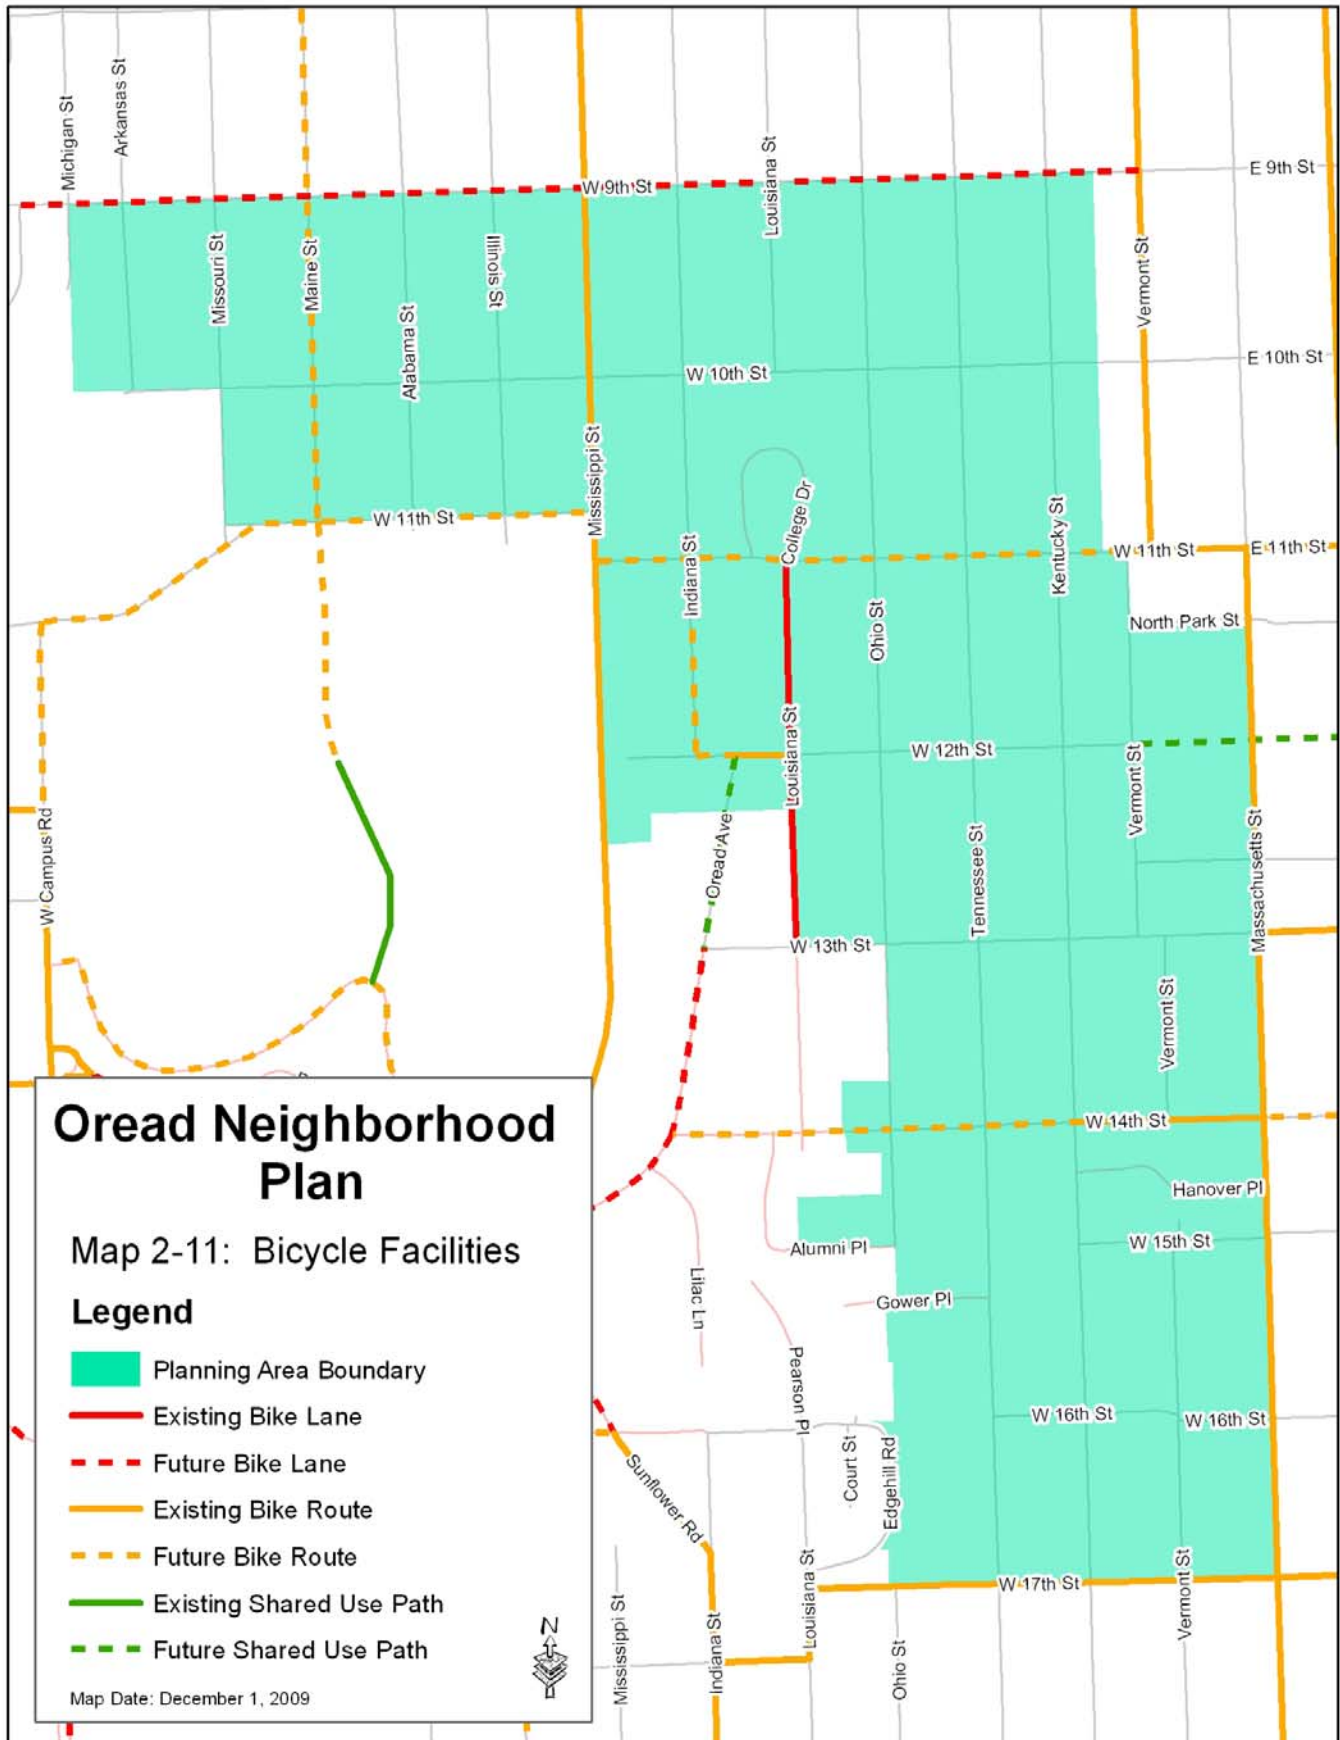 Michigan St
Arkansas St
Louisiana St
E 9th St
W 9th St
Missouri St
Maine St
Illinois St
Alabama St
Vermont St
E 10th St
W 10th St
Mississippi St
College Dr
Kentucky St
W 11th St
Indiana St
W 11th St
E 11th St
Ohio St
North Park St
Louisiana St
W 12th St
Vermont St
W Campus Rd
Oread Ave
Tennessee St
Massachusetts St
W 13th St
Vermont St
W 14th St
Hanover Pl
W 15th St
Alumni Pl
Lilac Ln
Gower Pl
Pearson Pl
W 16th St
W 16th St
Court St
Edgehill Rd
Sunflower Rd
W 17th St
Louisiana St
Vermont St
Mississippi St
Indiana St
Ohio St
Oread Neighborhood
Plan
Map 2-11: Bicycle Facilities
Legend
Planning Area Boundary
Existing Bike Lane
Future Bike Lane
Existing Bike Route
Future Bike Route
Existing Shared Use Path
Future Shared Use Path
N
Map Date: December 1, 2009